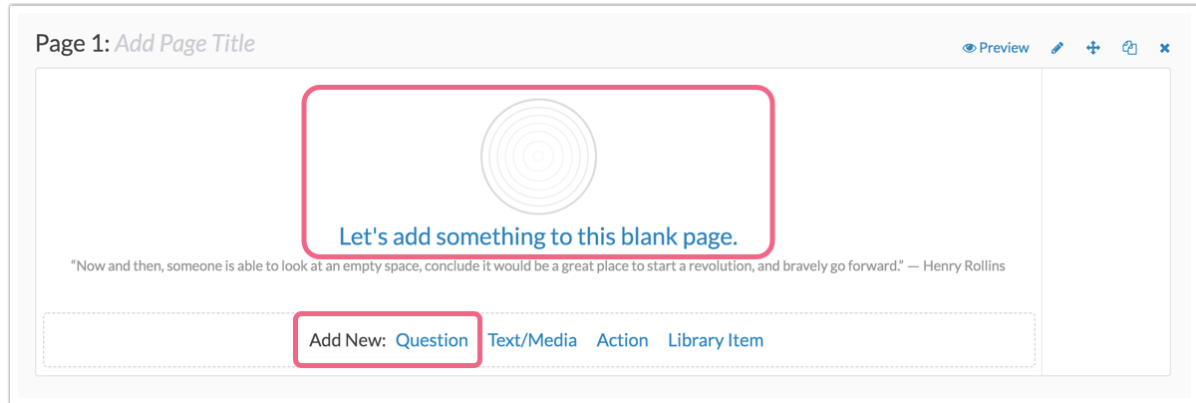 Page 1: Add Page Title
Preview
Let's add something to this blank page.
“Now and then, someone is able to look at an empty space, conclude it would be a great place to start a revolution, and bravely go forward.” — Henry Rollins
Add New: Question Text/Media Action Library Item